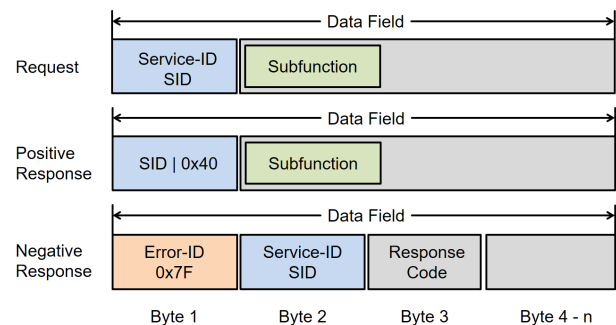 Data Field
Request
Service-ID
SID
Subfunction
Data Field
Positive
Response
SID | 0x40
Subfunction
Data Field
Negative
Response
Error-ID
0x7F
Service-ID
SID
Response
Code
Byte 1
Byte 2
Byte 3
Byte 4 - n